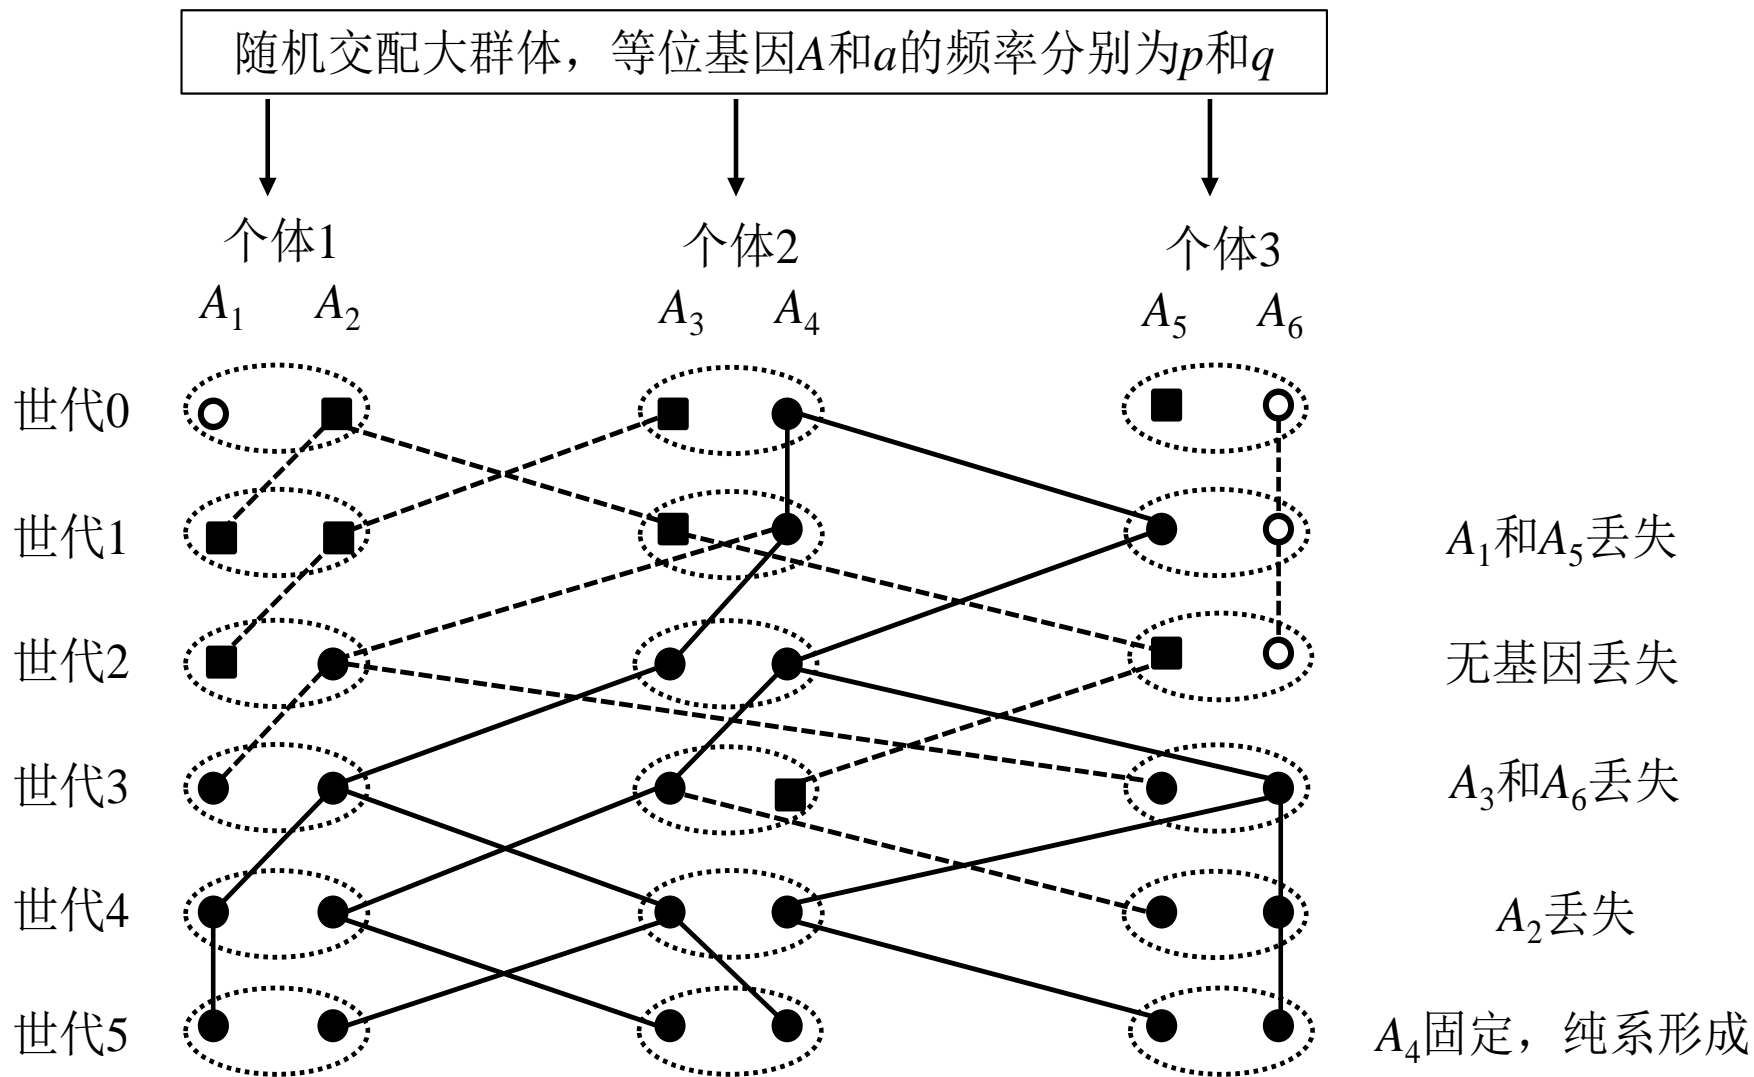 随机交配大群体，等位基因A和a的频率分别为p和q
个体1 个体2 个体3
A1 A2 A3 A4 A5 A6
世代0
世代1 A1和A5丢失
世代2 无基因丢失
世代3 A3和A6丢失
世代4 A2丢失
世代5 A4固定，纯系形成